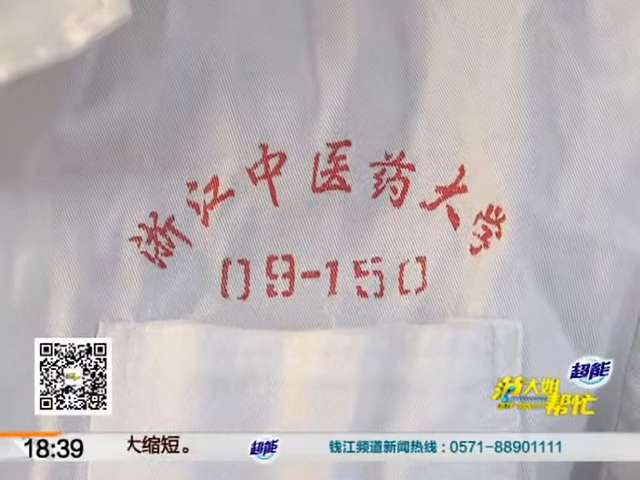 浙江中医药大学
09-150
超能
范大姐
帮忙
18:39
大缩短。
超能
钱江频道新闻热线：0571-88901111